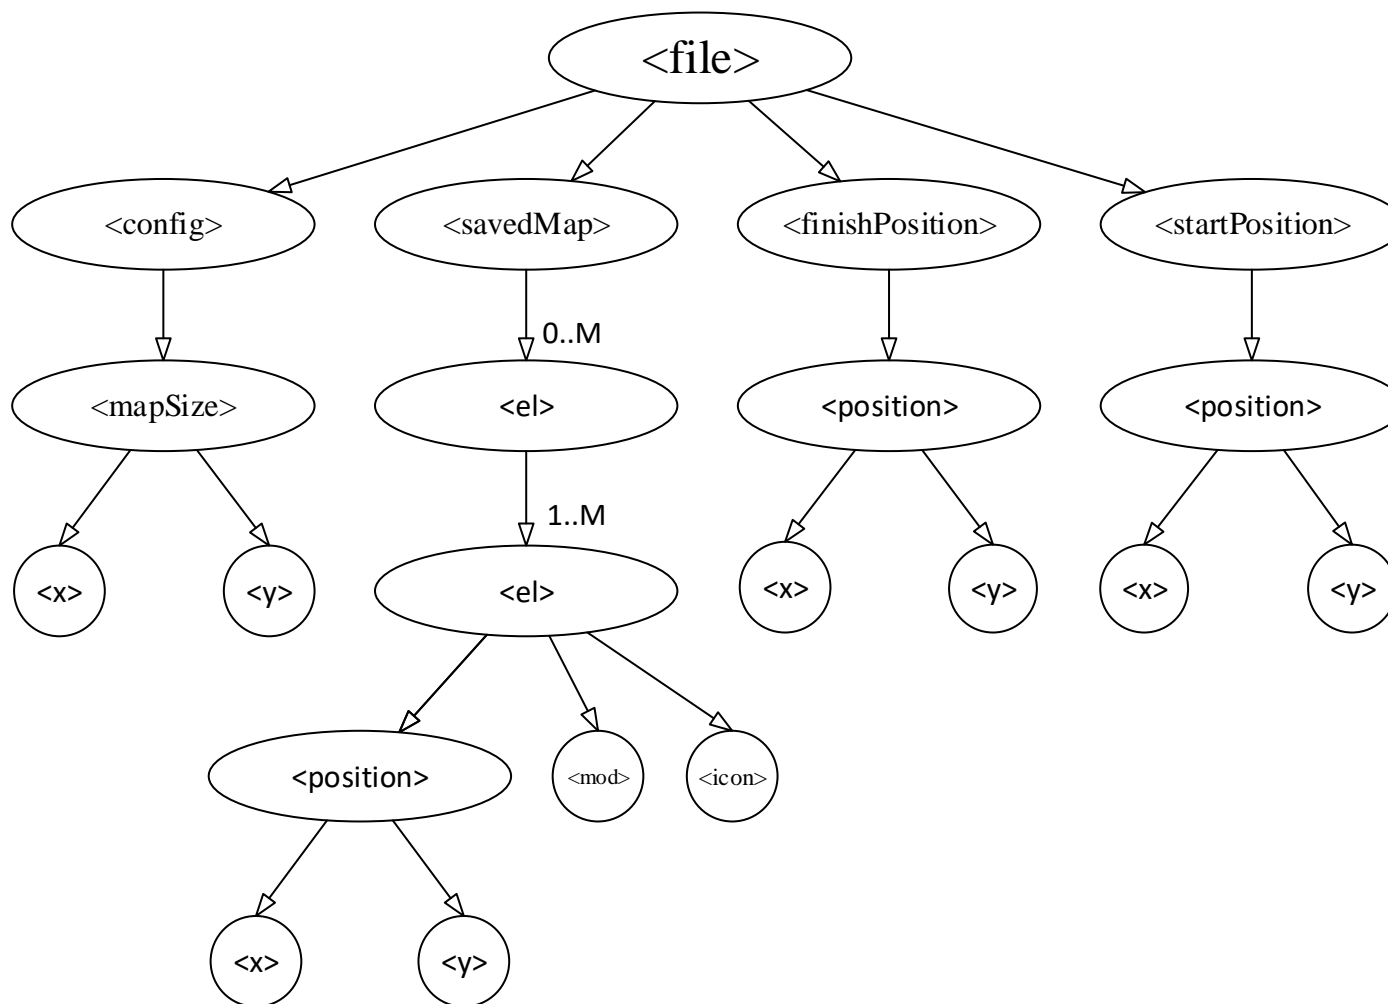 <file>
<config>
<savedMap>
<finishPosition>
<startPosition>
0..M
<mapSize>
<el>
<position>
<position>
1..M
<x>
<y>
<el>
<x>
<y>
<x>
<y>
<position>
<mod>
<icon>
<x>
<y>